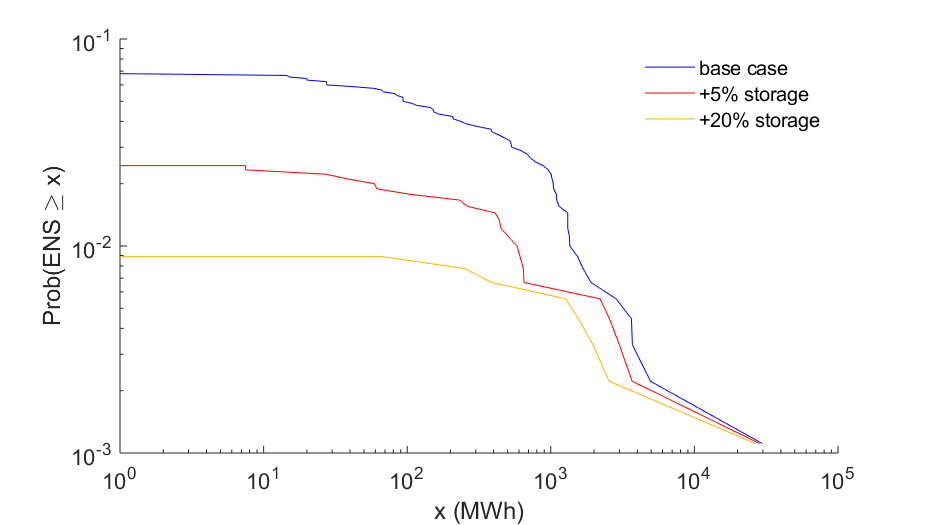 10^-1
10^-2
10^-3
Prob(ENS ≥ x)
base case
+5% storage
+20% storage
10^0 10^1 10^2 10^3 10^4 10^5
x (MWh)